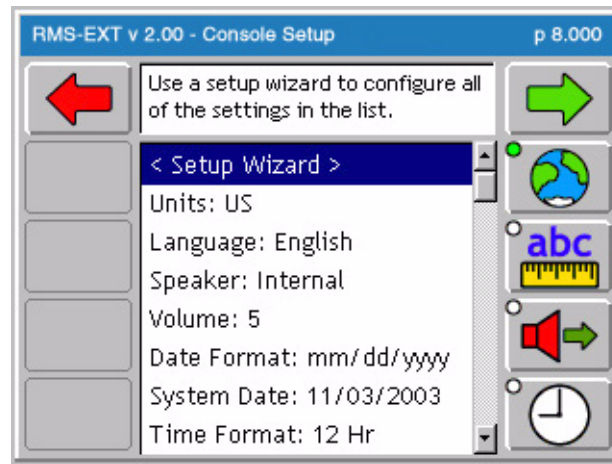 RMS-EXT v 2.00 - Console Setup p 8.000
Use a setup wizard to configure all
of the settings in the list.
< Setup Wizard >
Units: US
Language: English
abc
Speaker: Internal
Volume: 5
Date Format: mm/dd/yyyy
System Date: 11/03/2003
Time Format: 12 Hr